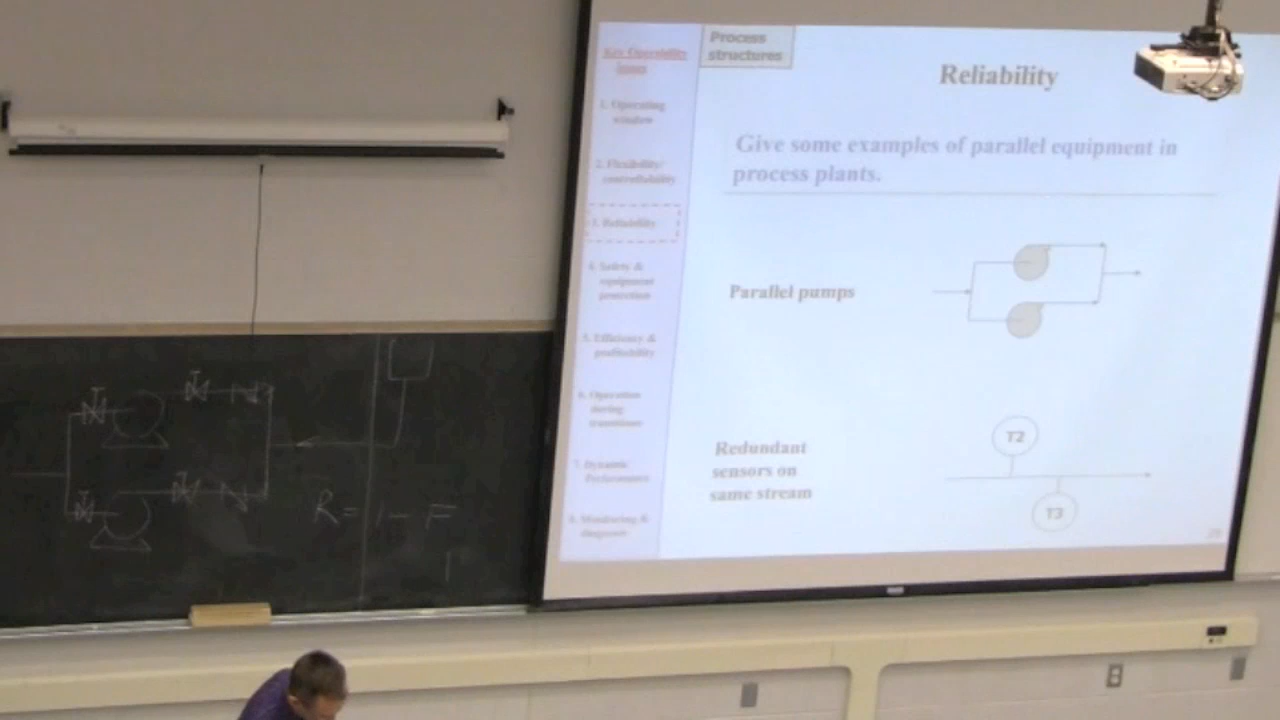 Key Operability
issues
1. Operating
window
2. Flexibility/
controllability
3. Reliability
4. Safety &
equipment
protection
5. Efficiency &
profitability
6. Operation
during
transitions
7. Dynamic
Performance
8. Monitoring &
diagnosis
Process
structures
Reliability
Give some examples of parallel equipment in
process plants.
Parallel pumps
Redundant
sensors on
same stream
T2
T3
R = 1 - F